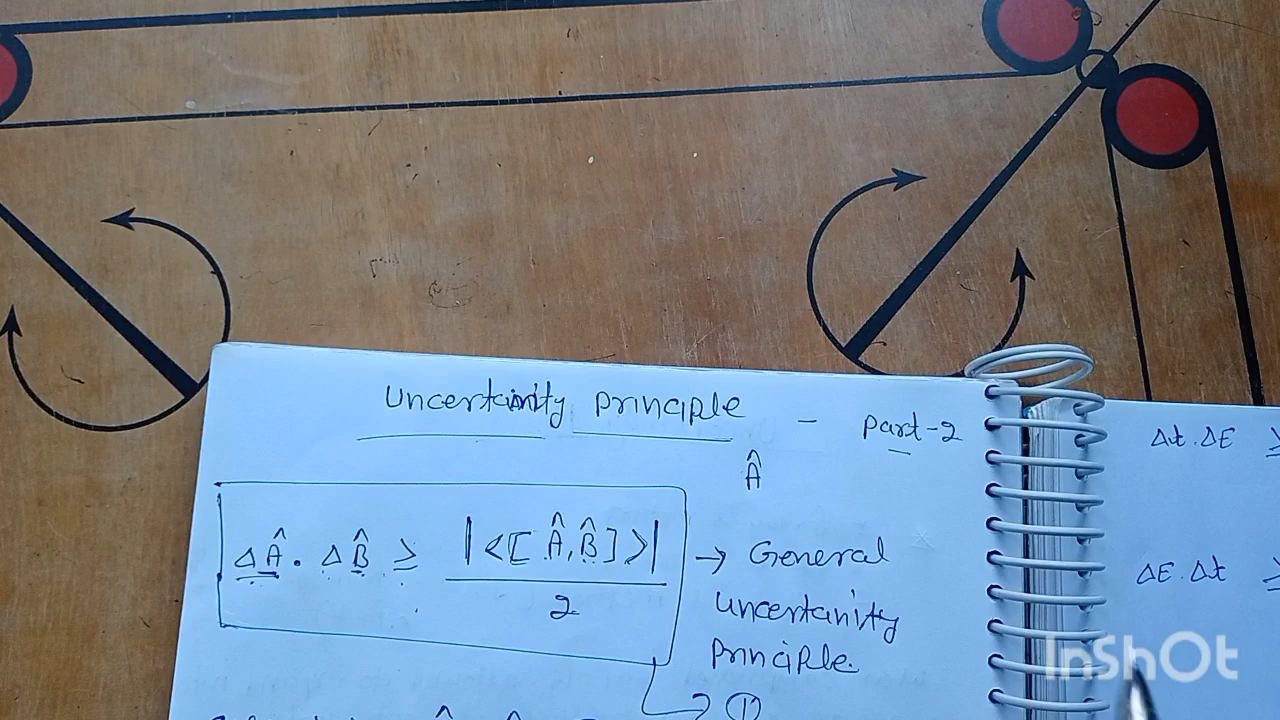 Uncertainity Principle - Part-2
Â
ΔÂ . ΔB̂ ≥ |<[Â,B̂]>| / 2 → General
Uncertainity
Principle.
→ ①
Δt.ΔE ≥
ΔE.Δt ≥
InShOt